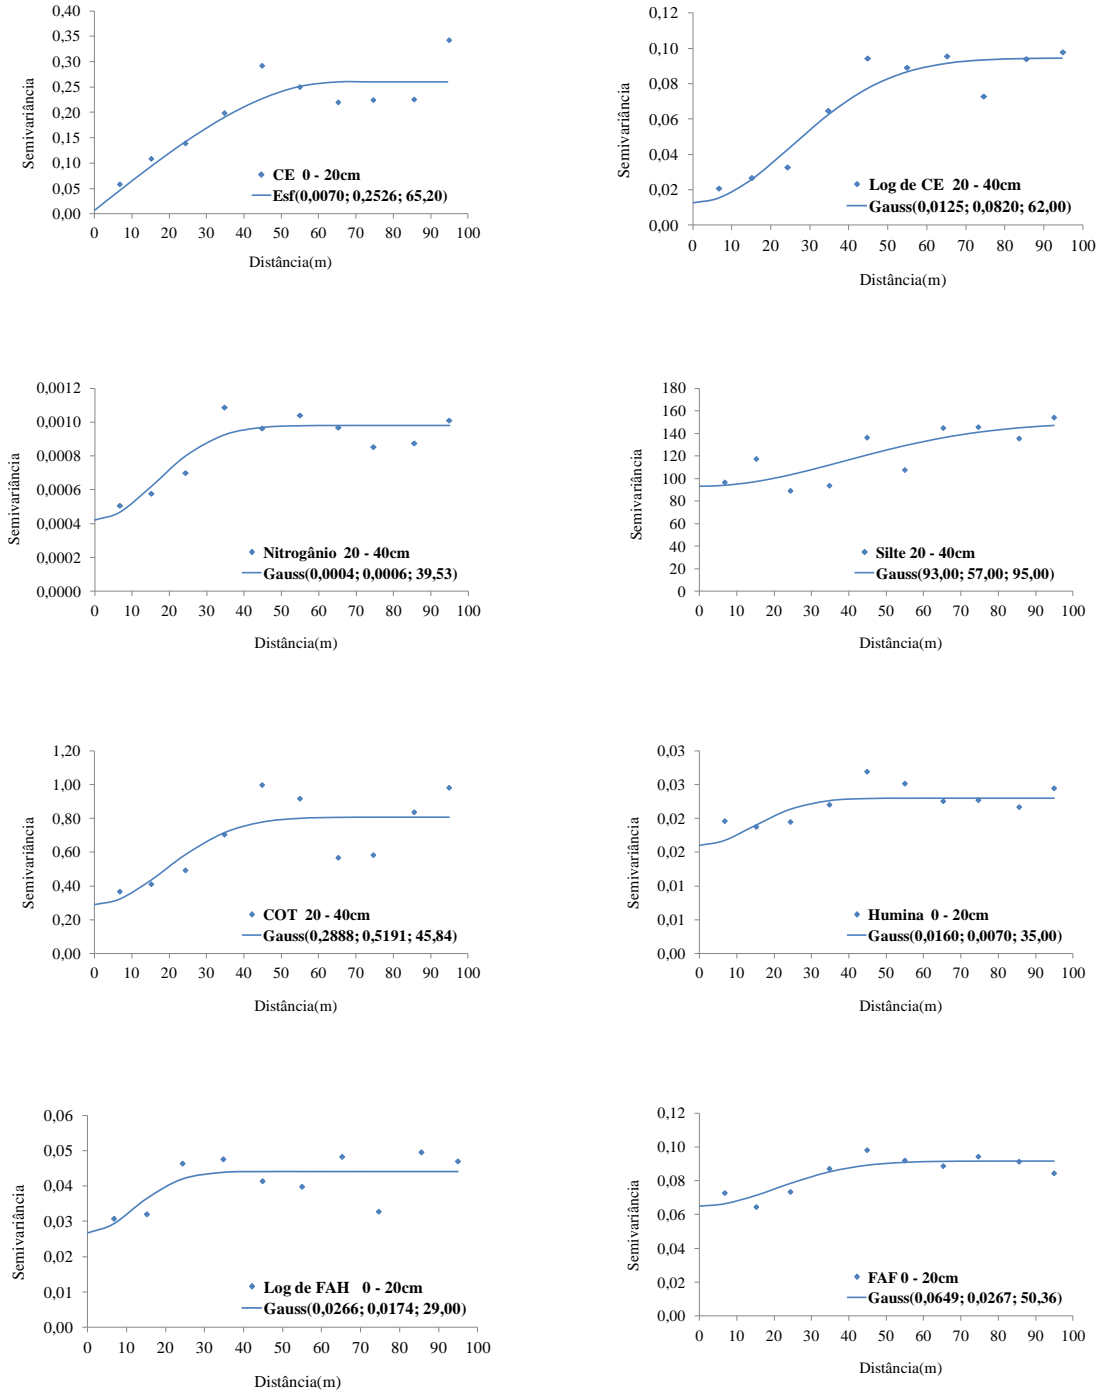 0,40
0,35
0,30
0,25
0,20
0,15
0,10
0,05
0,00
Semivariância
0 10 20 30 40 50 60 70 80 90 100
Distância(m)
CE 0 - 20cm
Esf(0,0070; 0,2526; 65,20)
0,12
0,10
0,08
0,06
0,04
0,02
0,00
Semivariância
0 10 20 30 40 50 60 70 80 90 100
Distância(m)
Log de CE 20 - 40cm
Gauss(0,0125; 0,0820; 62,00)
0,0012
0,0010
0,0008
0,0006
0,0004
0,0002
0,0000
Semivariância
0 10 20 30 40 50 60 70 80 90 100
Distância(m)
Nitrogânio 20 - 40cm
Gauss(0,0004; 0,0006; 39,53)
180
160
140
120
100
80
60
40
20
0
Semivariância
0 10 20 30 40 50 60 70 80 90 100
Distância(m)
Silte 20 - 40cm
Gauss(93,00; 57,00; 95,00)
1,20
1,00
0,80
0,60
0,40
0,20
0,00
Semivariância
0 10 20 30 40 50 60 70 80 90 100
Distância(m)
COT 20 - 40cm
Gauss(0,2888; 0,5191; 45,84)
0,03
0,03
0,02
0,02
0,01
0,01
0,00
Semivariância
0 10 20 30 40 50 60 70 80 90 100
Distância(m)
Humina 0 - 20cm
Gauss(0,0160; 0,0070; 35,00)
0,06
0,05
0,04
0,03
0,02
0,01
0,00
Semivariância
0 10 20 30 40 50 60 70 80 90 100
Distância(m)
Log de FAH 0 - 20cm
Gauss(0,0266; 0,0174; 29,00)
0,12
0,10
0,08
0,06
0,04
0,02
0,00
Semivariância
0 10 20 30 40 50 60 70 80 90 100
Distância(m)
FAF 0 - 20cm
Gauss(0,0649; 0,0267; 50,36)